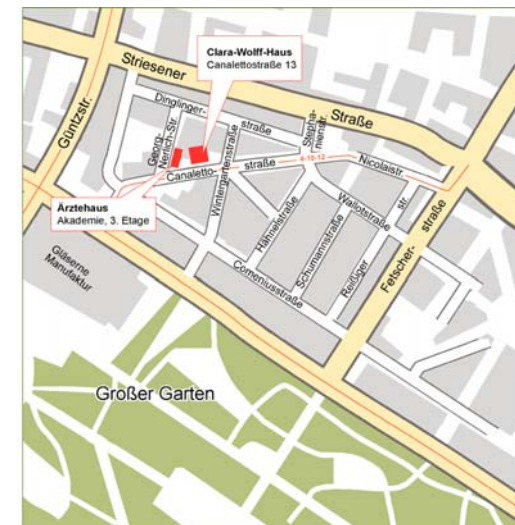 Clara-Wolff-Haus
Canalettostraße 13
Striesener
Straße
Güntzstr.
Dinglinger-
straße
Stepha-
nienstr.
Georg-
Nerlich-Str.
Canaletto-
straße
4-10-12
Nicolaistr.
Wintergartenstraße
Ärztehaus
Akademie, 3. Etage
Wallotstraße
Hähnelstraße
Schumannstraße
Reißiger
str.
Fetscher-
straße
Comeniusstraße
Gläserne
Manufaktur
Großer Garten